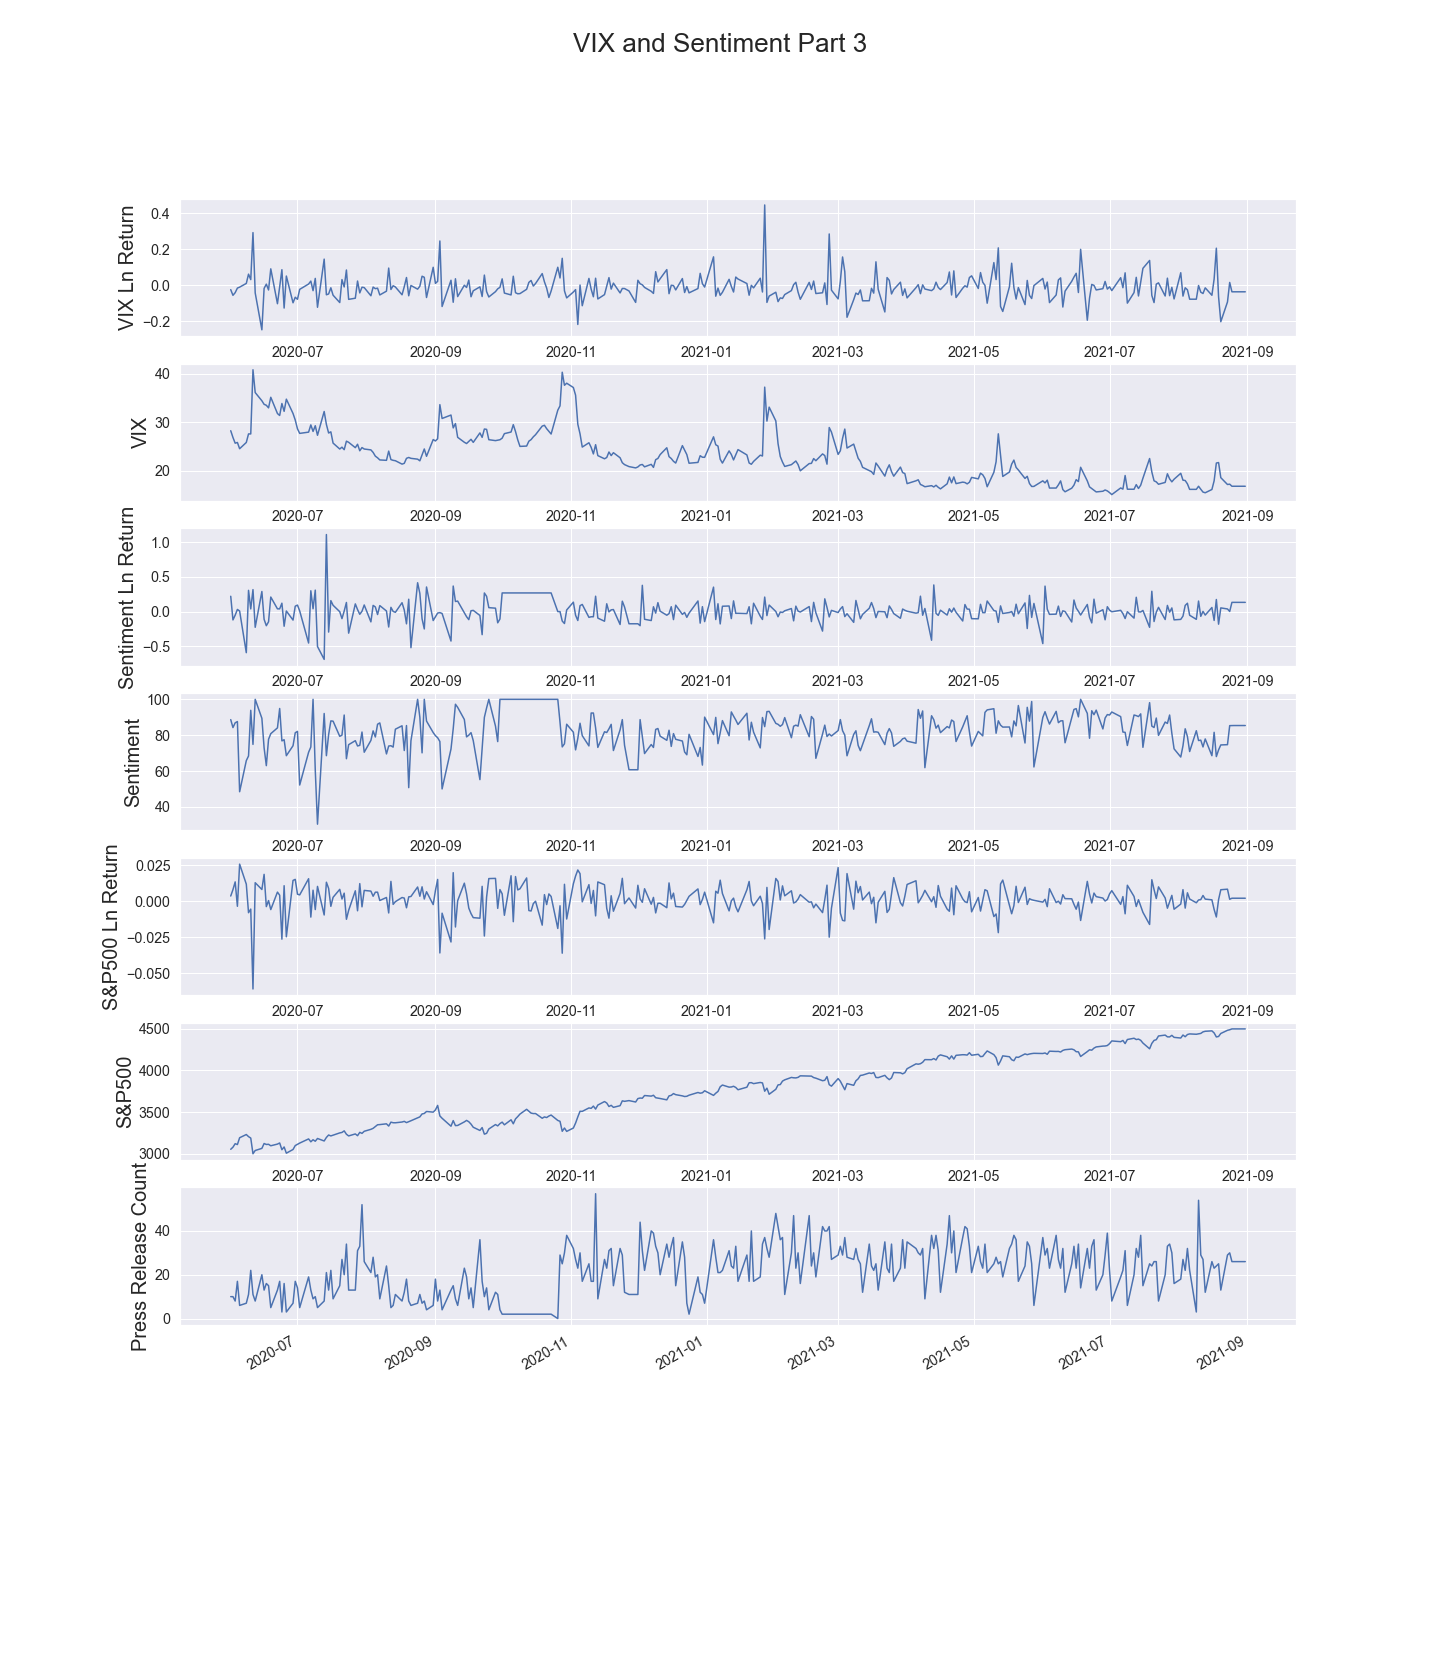 VIX and Sentiment Part 3
VIX Ln Return
0.4
0.2
0.0
−0.2
2020-07 2020-09 2020-11 2021-01 2021-03 2021-05 2021-07 2021-09
VIX
40
30
20
2020-07 2020-09 2020-11 2021-01 2021-03 2021-05 2021-07 2021-09
Sentiment Ln Return
1.0
0.5
0.0
−0.5
2020-07 2020-09 2020-11 2021-01 2021-03 2021-05 2021-07 2021-09
Sentiment
100
80
60
40
2020-07 2020-09 2020-11 2021-01 2021-03 2021-05 2021-07 2021-09
S&P500 Ln Return
0.025
0.000
−0.025
−0.050
2020-07 2020-09 2020-11 2021-01 2021-03 2021-05 2021-07 2021-09
S&P500
4500
4000
3500
3000
2020-07 2020-09 2020-11 2021-01 2021-03 2021-05 2021-07 2021-09
Press Release Count
40
20
0
2020-07 2020-09 2020-11 2021-01 2021-03 2021-05 2021-07 2021-09